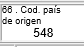 66 . Cod. país
de origen
548